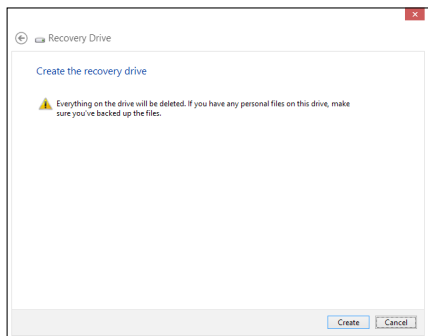 Recovery Drive
Create the recovery drive
Everything on the drive will be deleted. If you have any personal files on this drive, make
sure you've backed up the files.
Create Cancel